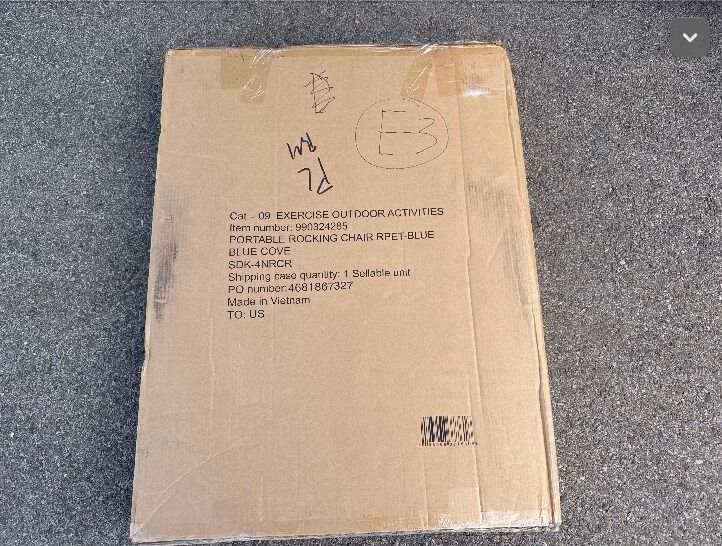 E3
RM
PL
Cat - 09 EXERCISE OUTDOOR ACTIVITIES
Item number: 990324285
PORTABLE ROCKING CHAIR RPET-BLUE
BLUE COVE
SDK-4NRCR
Shipping case quantity: 1 Sellable unit
PO number:4681867327
Made in Vietnam
TO: US